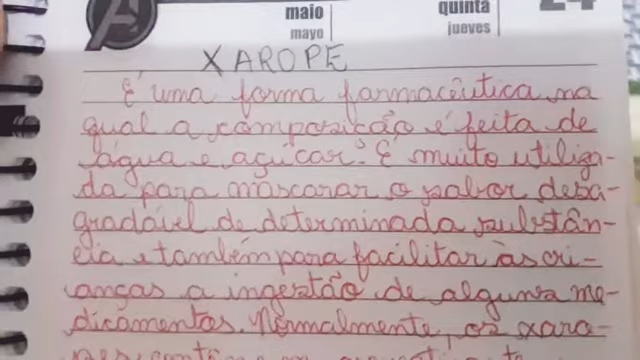 maio
mayo
quinta
jueves
24
XAROPE
É uma forma farmacêutica na
qual a composição é feita de
água e açúcar. É muito utiliza-
da para mascarar o sabor desa-
gradável de determinada substân-
cia e também para facilitar às cri-
anças a ingestão de alguns me-
dicamentos. Normalmente, os xaro-